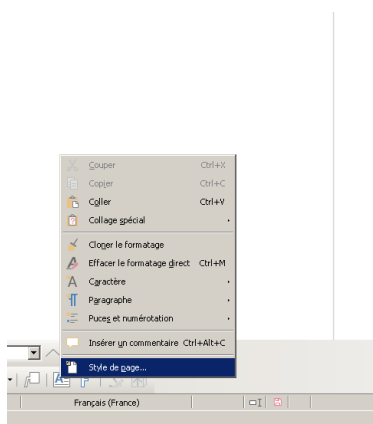 Couper Ctrl+X
Copier Ctrl+C
Coller Ctrl+V
Collage spécial
Cloner le formatage
Effacer le formatage direct Ctrl+M
Caractère
Paragraphe
Puces et numérotation
Insérer un commentaire Ctrl+Alt+C
Style de page...
Français (France)